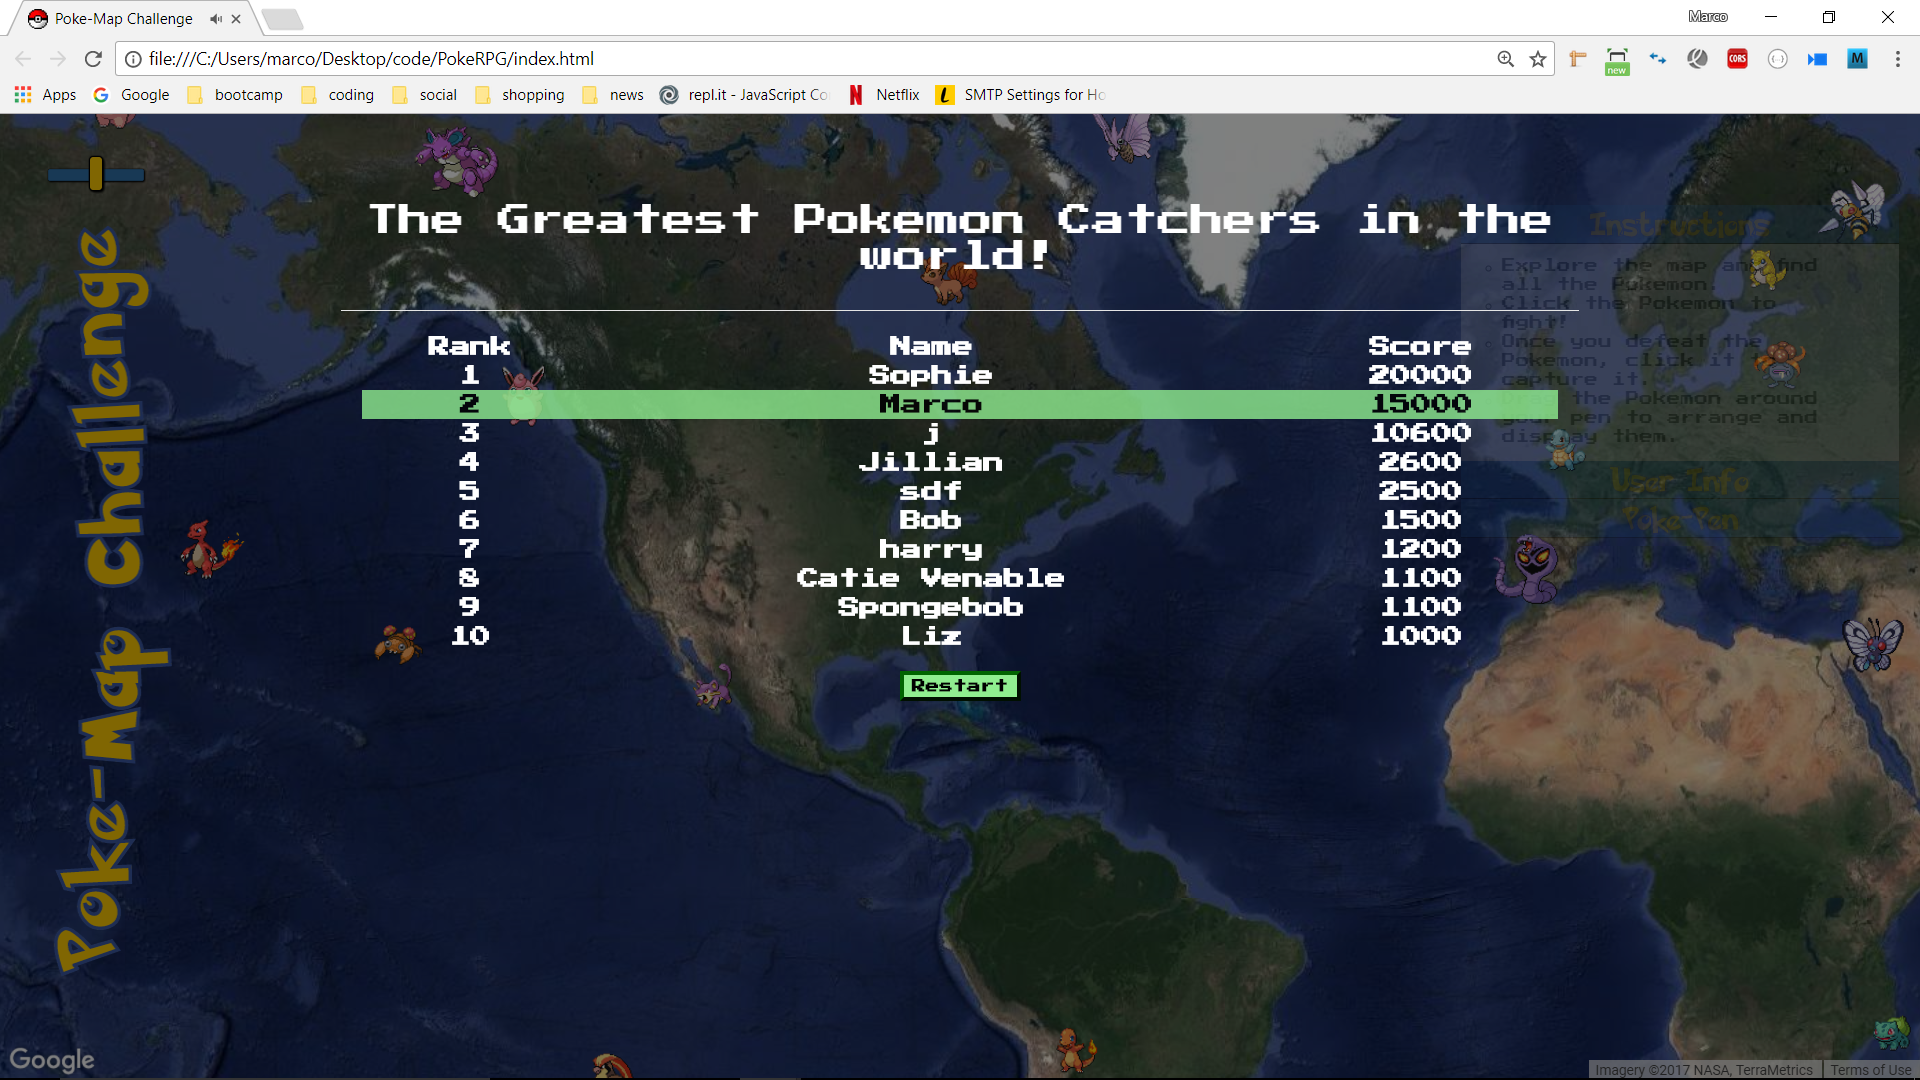 Poke-Map Challenge
Marco
file:///C:/Users/marco/Desktop/code/PokeRPG/index.html
new
CORS
M
Apps
Google
bootcamp
coding
social
shopping
news
repl.it - JavaScript Co
Netflix
SMTP Settings for Ho
Poke-Map Challenge
The Greatest Pokemon Catchers in the
world!
Rank Name Score
1 Sophie 20000
2 Marco 15000
3 j 10600
4 Jillian 2600
5 sdf 2500
6 Bob 1500
7 harry 1200
8 Catie Venable 1100
9 Spongebob 1100
10 Liz 1000
Restart
Instructions
Explore the map and find
all the Pokemon.
Click the Pokemon to
fight!
Once you defeat the
Pokemon, click it
capture it.
Drag the Pokemon around
your pen to arrange and
display them.
User Info
Poke-Pen
Google
Imagery ©2017 NASA, TerraMetrics
Terms of Use